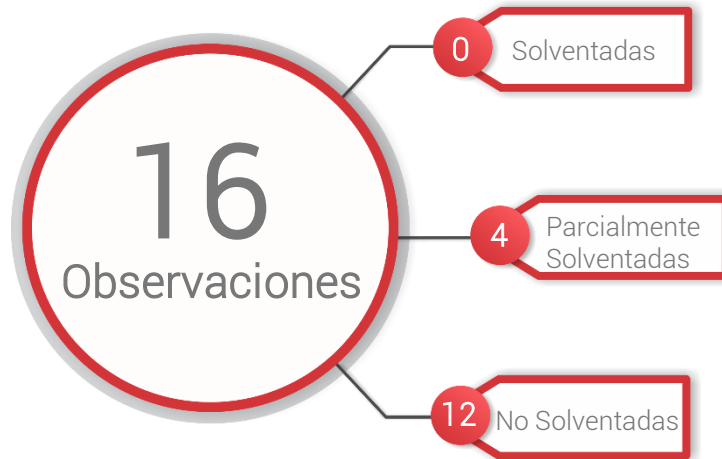 16
Observaciones
0
Solventadas
4
Parcialmente
Solventadas
12
No Solventadas